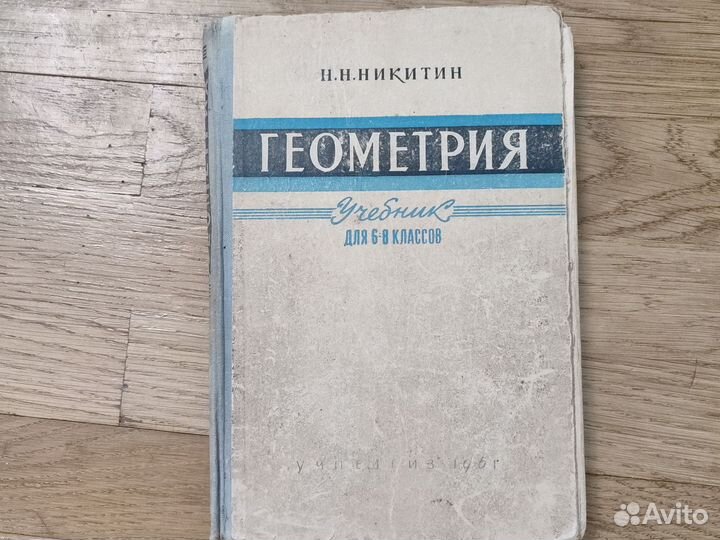 Н.Н.НИКИТИН
ГЕОМЕТРИЯ
Учебник
ДЛЯ 6-8 КЛАССОВ
УЧПЕДГИЗ 1961
Avito